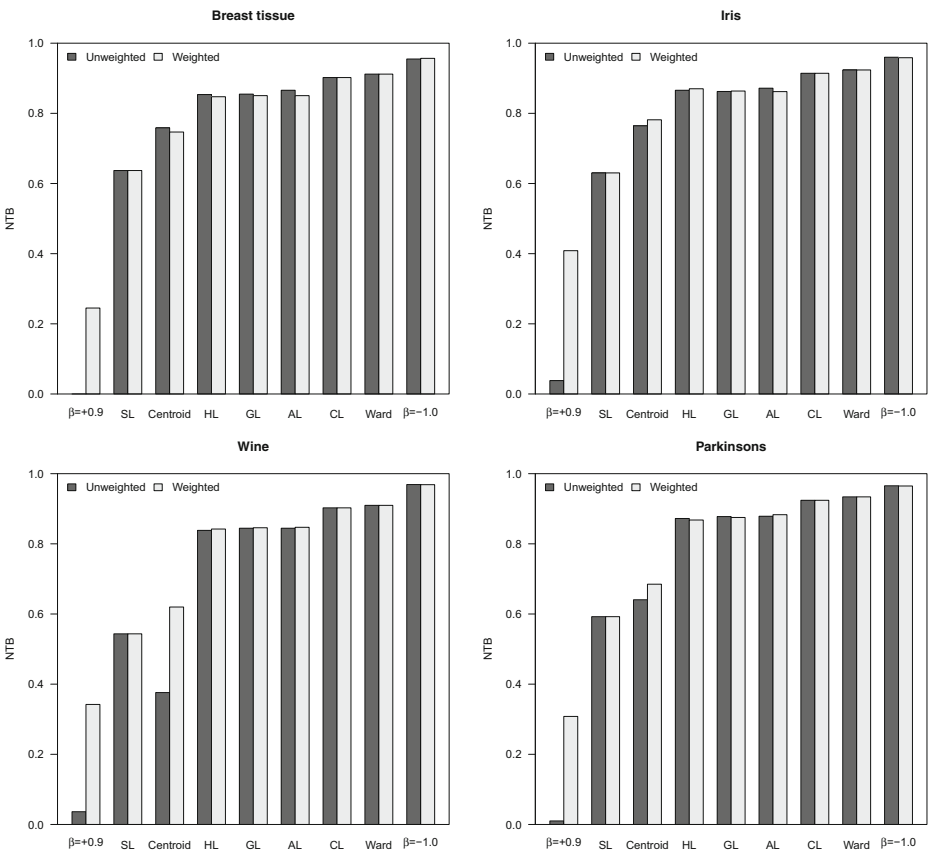 Breast tissue
NTB
1.0
0.8
0.6
0.4
0.2
0.0
Unweighted Weighted
β=+0.9 SL Centroid HL GL AL CL Ward β=−1.0
Iris
NTB
1.0
0.8
0.6
0.4
0.2
0.0
Unweighted Weighted
β=+0.9 SL Centroid HL GL AL CL Ward β=−1.0
Wine
NTB
1.0
0.8
0.6
0.4
0.2
0.0
Unweighted Weighted
β=+0.9 SL Centroid HL GL AL CL Ward β=−1.0
Parkinsons
NTB
1.0
0.8
0.6
0.4
0.2
0.0
Unweighted Weighted
β=+0.9 SL Centroid HL GL AL CL Ward β=−1.0